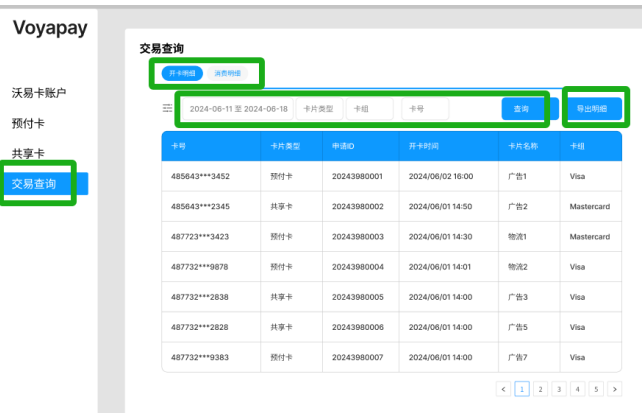 Voyapay
沃易卡账户
预付卡
共享卡
交易查询
交易查询
开卡明细 消费明细
2024-06-11 至 2024-06-18 卡片类型 卡组 卡号 查询 导出明细
卡号 卡片类型 申请ID 开卡时间 卡片名称 卡组
485643***3452 预付卡 20243980001 2024/06/02 16:00 广告1 Visa
485643***2345 共享卡 20243980002 2024/06/01 14:50 广告2 Mastercard
487723***3423 预付卡 20243980003 2024/06/01 14:30 物流1 Mastercard
487732***9878 预付卡 20243980004 2024/06/01 14:01 物流2 Visa
487732***2838 共享卡 20243980005 2024/06/01 14:00 广告3 Visa
487732***2828 共享卡 20243980006 2024/06/01 14:00 广告5 Visa
487732***9383 预付卡 20243980007 2024/06/01 14:00 广告7 Visa
< 1 2 3 4 5 >